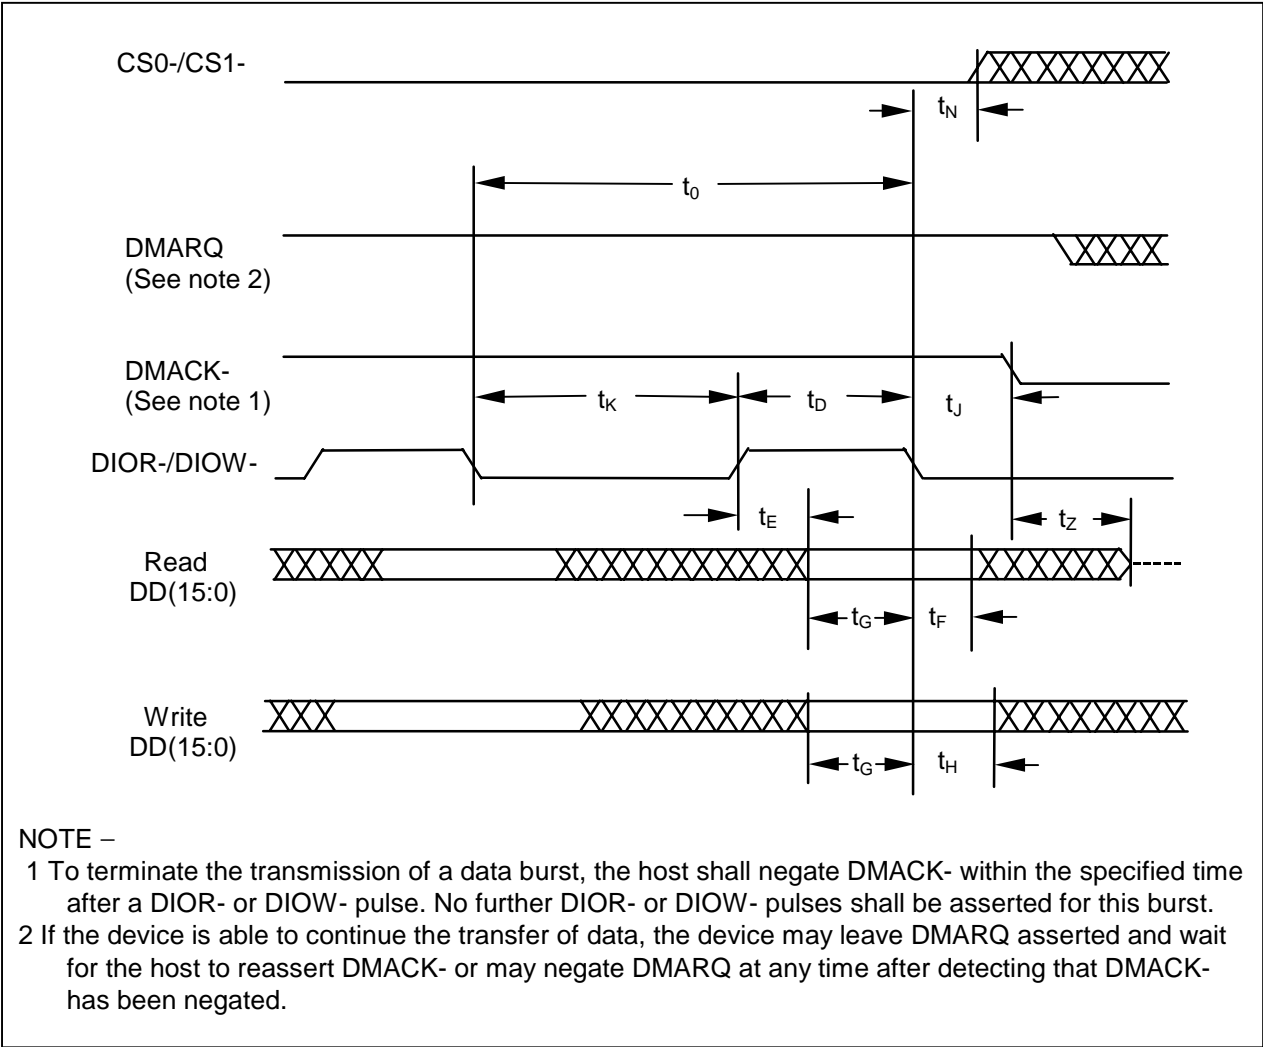 CS0-/CS1-
tN
t0
DMARQ
(See note 2)
DMACK-
(See note 1)
tK
tD
tJ
DIOR-/DIOW-
tE
tZ
Read
DD(15:0)
tG
tF
Write
DD(15:0)
tG
tH
NOTE –
1 To terminate the transmission of a data burst, the host shall negate DMACK- within the specified time
after a DIOR- or DIOW- pulse. No further DIOR- or DIOW- pulses shall be asserted for this burst.
2 If the device is able to continue the transfer of data, the device may leave DMARQ asserted and wait
for the host to reassert DMACK- or may negate DMARQ at any time after detecting that DMACK-
has been negated.